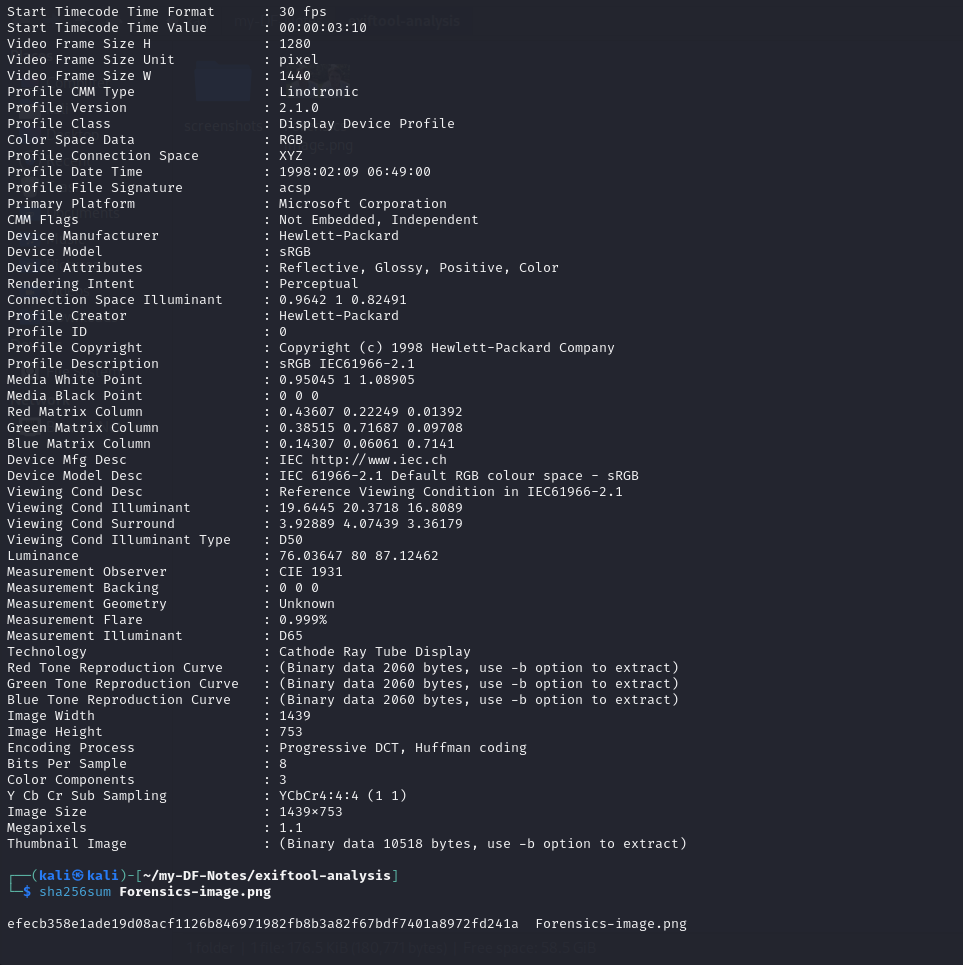 Start Timecode Time Format : 30 fps
Start Timecode Time Value : 00:00:03:10
Video Frame Size H : 1280
Video Frame Size Unit : pixel
Video Frame Size W : 1440
Profile CMM Type : Linotronic
Profile Version : 2.1.0
Profile Class : Display Device Profile
Color Space Data : RGB
Profile Connection Space : XYZ
Profile Date Time : 1998:02:09 06:49:00
Profile File Signature : acsp
Primary Platform : Microsoft Corporation
CMM Flags : Not Embedded, Independent
Device Manufacturer : Hewlett-Packard
Device Model : sRGB
Device Attributes : Reflective, Glossy, Positive, Color
Rendering Intent : Perceptual
Connection Space Illuminant : 0.9642 1 0.82491
Profile Creator : Hewlett-Packard
Profile ID : 0
Profile Copyright : Copyright (c) 1998 Hewlett-Packard Company
Profile Description : sRGB IEC61966-2.1
Media White Point : 0.95045 1 1.08905
Media Black Point : 0 0 0
Red Matrix Column : 0.43607 0.22249 0.01392
Green Matrix Column : 0.38515 0.71687 0.09708
Blue Matrix Column : 0.14307 0.06061 0.7141
Device Mfg Desc : IEC http://www.iec.ch
Device Model Desc : IEC 61966-2.1 Default RGB colour space - sRGB
Viewing Cond Desc : Reference Viewing Condition in IEC61966-2.1
Viewing Cond Illuminant : 19.6445 20.3718 16.8089
Viewing Cond Surround : 3.92889 4.07439 3.36179
Viewing Cond Illuminant Type : D50
Luminance : 76.03647 80 87.12462
Measurement Observer : CIE 1931
Measurement Backing : 0 0 0
Measurement Geometry : Unknown
Measurement Flare : 0.999%
Measurement Illuminant : D65
Technology : Cathode Ray Tube Display
Red Tone Reproduction Curve : (Binary data 2060 bytes, use -b option to extract)
Green Tone Reproduction Curve : (Binary data 2060 bytes, use -b option to extract)
Blue Tone Reproduction Curve : (Binary data 2060 bytes, use -b option to extract)
Image Width : 1439
Image Height : 753
Encoding Process : Progressive DCT, Huffman coding
Bits Per Sample : 8
Color Components : 3
Y Cb Cr Sub Sampling : YCbCr4:4:4 (1 1)
Image Size : 1439×753
Megapixels : 1.1
Thumbnail Image : (Binary data 10518 bytes, use -b option to extract)
┌──(kali㉿kali)-[~/my-DF-Notes/exiftool-analysis]
└─$ sha256sum Forensics-image.png
efecb358e1ade19d08acf1126b846971982fb8b3a82f67bdf7401a8972fd241a  Forensics-image.png